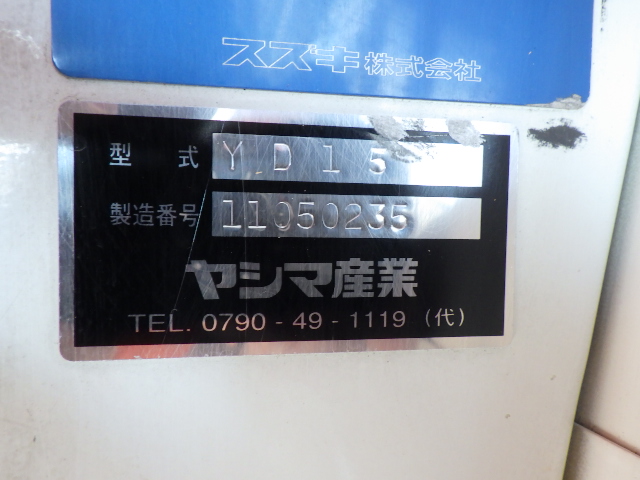 スズキ株式会社
型式 YD15
製造番号 11050235
ヤシマ産業
TEL. 0790-49-1119 (代)